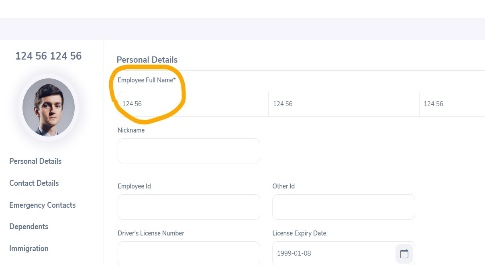 124 56 124 56
Personal Details
Employee Full Name*
124 56 124 56 124 56
Nickname
Personal Details
Contact Details
Employee Id Other Id
Emergency Contacts
Dependents
Driver's License Number License Expiry Date
Immigration
1999-01-08